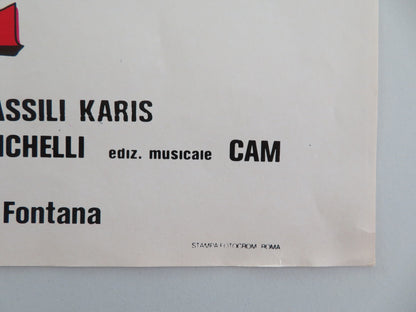 ASSILI KARIS
ICHELLI ediz. musicale CAM
Fontana
STAMPA FOTOCROM ROMA